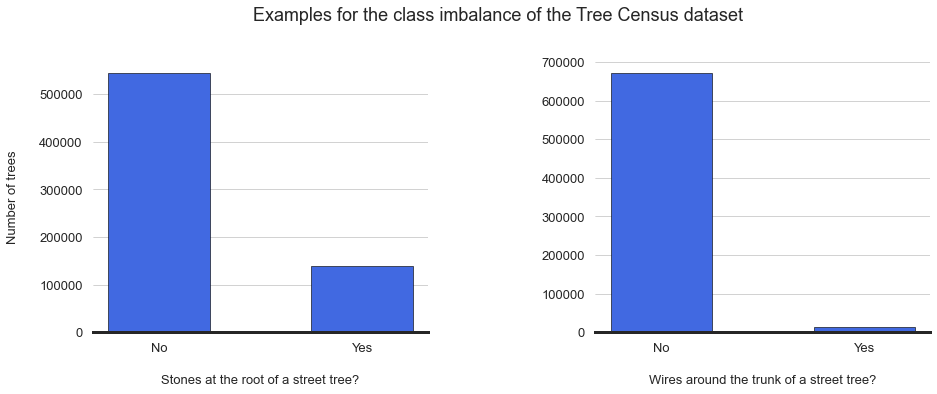 Examples for the class imbalance of the Tree Census dataset
Number of trees
500000
400000
300000
200000
100000
0
No Yes
Stones at the root of a street tree?
700000
600000
500000
400000
300000
200000
100000
0
No Yes
Wires around the trunk of a street tree?